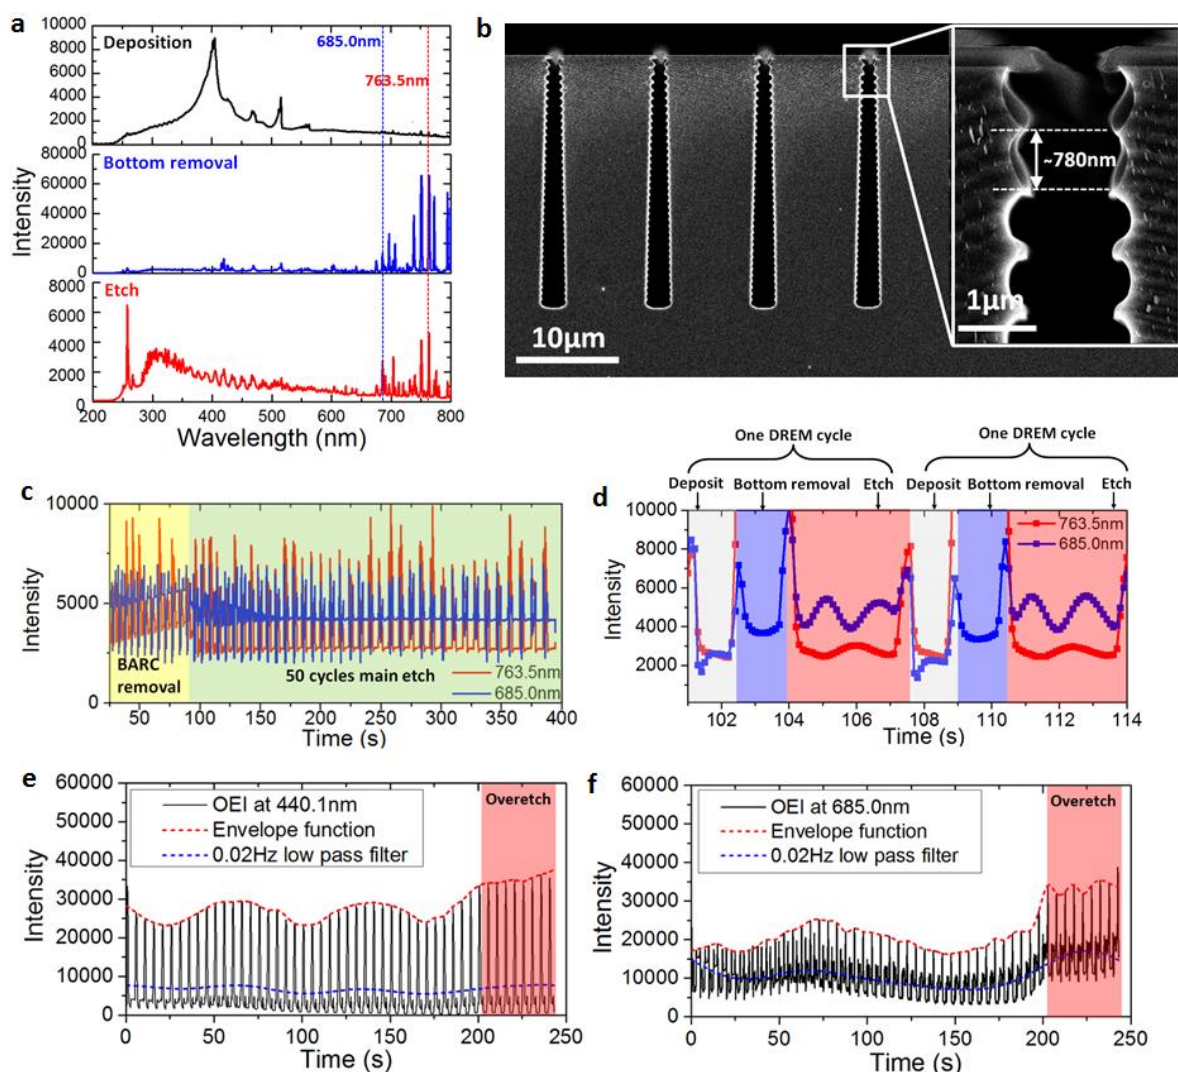 a
10000
8000
6000
4000
2000
0
Deposition
685.0nm
763.5nm
80000
60000
40000
20000
0
Bottom removal
8000
6000
4000
2000
0
Etch
Intensity
200 300 400 500 600 700 800
Wavelength (nm)
b
10μm
~780nm
1μm
c
10000
5000
0
BARC
removal
50 cycles main etch
763.5nm
685.0nm
Intensity
50 100 150 200 250 300 350 400
Time (s)
d
One DREM cycle One DREM cycle
Deposit Bottom removal Etch Deposit Bottom removal Etch
10000
8000
6000
4000
2000
763.5nm
685.0nm
Intensity
102 104 106 108 110 112 114
Time (s)
e
60000
50000
40000
30000
20000
10000
0
OEI at 440.1nm
Envelope function
0.02Hz low pass filter
Overetch
Intensity
0 50 100 150 200 250
Time (s)
f
60000
50000
40000
30000
20000
10000
0
OEI at 685.0nm
Envelope function
0.02Hz low pass filter
Overetch
Intensity
0 50 100 150 200 250
Time (s)